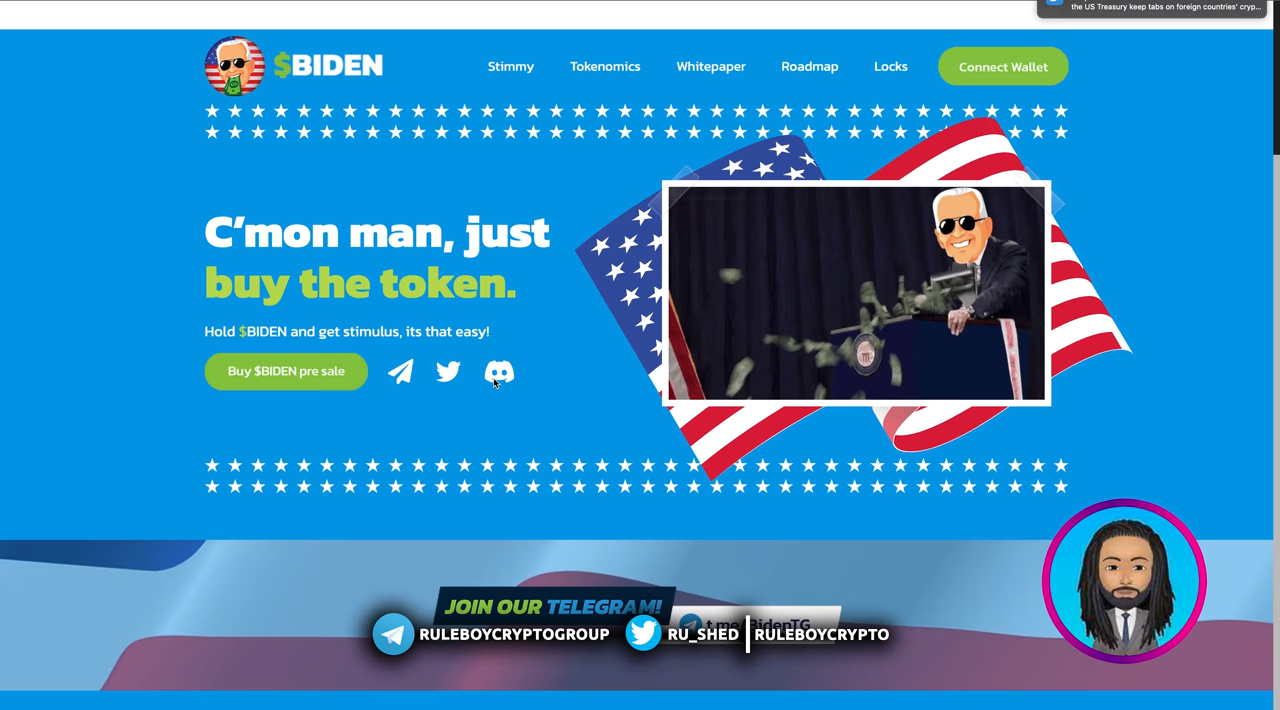 the US Treasury keep tabs on foreign countries' cryp...
$BIDEN
Stimmy
Tokenomics
Whitepaper
Roadmap
Locks
Connect Wallet
C'mon man, just
buy the token.
Hold $BIDEN and get stimulus, its that easy!
Buy $BIDEN pre sale
JOIN OUR TELEGRAM!
t.me/BidenTG
RULEBOYCRYPTOGROUP
RU_SHED | RULEBOYCRYPTO